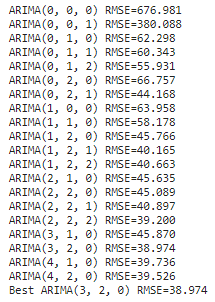 ARIMA(0, 0, 0) RMSE=676.981
ARIMA(0, 0, 1) RMSE=380.088
ARIMA(0, 1, 0) RMSE=62.298
ARIMA(0, 1, 1) RMSE=60.343
ARIMA(0, 1, 2) RMSE=55.931
ARIMA(0, 2, 0) RMSE=66.757
ARIMA(0, 2, 1) RMSE=44.168
ARIMA(1, 0, 0) RMSE=63.958
ARIMA(1, 1, 0) RMSE=58.178
ARIMA(1, 2, 0) RMSE=45.766
ARIMA(1, 2, 1) RMSE=40.165
ARIMA(1, 2, 2) RMSE=40.663
ARIMA(2, 1, 0) RMSE=45.635
ARIMA(2, 2, 0) RMSE=45.089
ARIMA(2, 2, 1) RMSE=40.897
ARIMA(2, 2, 2) RMSE=39.200
ARIMA(3, 1, 0) RMSE=45.870
ARIMA(3, 2, 0) RMSE=38.974
ARIMA(4, 1, 0) RMSE=39.736
ARIMA(4, 2, 0) RMSE=39.526
Best ARIMA(3, 2, 0) RMSE=38.974